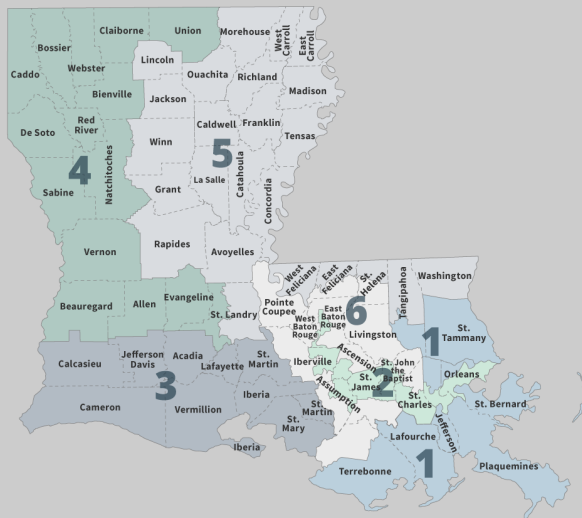 Claiborne
Union
Morehouse
West
Carroll
East
Carroll
Bossier
Webster
Lincoln
Ouachita
Richland
Caddo
Bienville
Jackson
Madison
De Soto
Red
River
Caldwell
Franklin
Tensas
Winn
4
Natchitoches
5
La Salle
Catahoula
Concordia
Sabine
Grant
Vernon
Rapides
Avoyelles
Beauregard
Allen
Evangeline
St. Landry
Pointe
Coupee
West
Feliciana
East
Feliciana
St.
Helena
Tangipahoa
Washington
6
West
Baton
Rouge
East
Baton
Rouge
Livingston
1
St.
Tammany
Calcasieu
Jefferson
Davis
Acadia
Lafayette
St.
Martin
Iberville
Ascension
St. John
the
Baptist
2
St.
James
Orleans
3
Cameron
Vermillion
Iberia
St.
Martin
Assumption
St.
Charles
St. Bernard
St.
Mary
Iberia
Lafourche
Jefferson
1
Terrebonne
Plaquemines